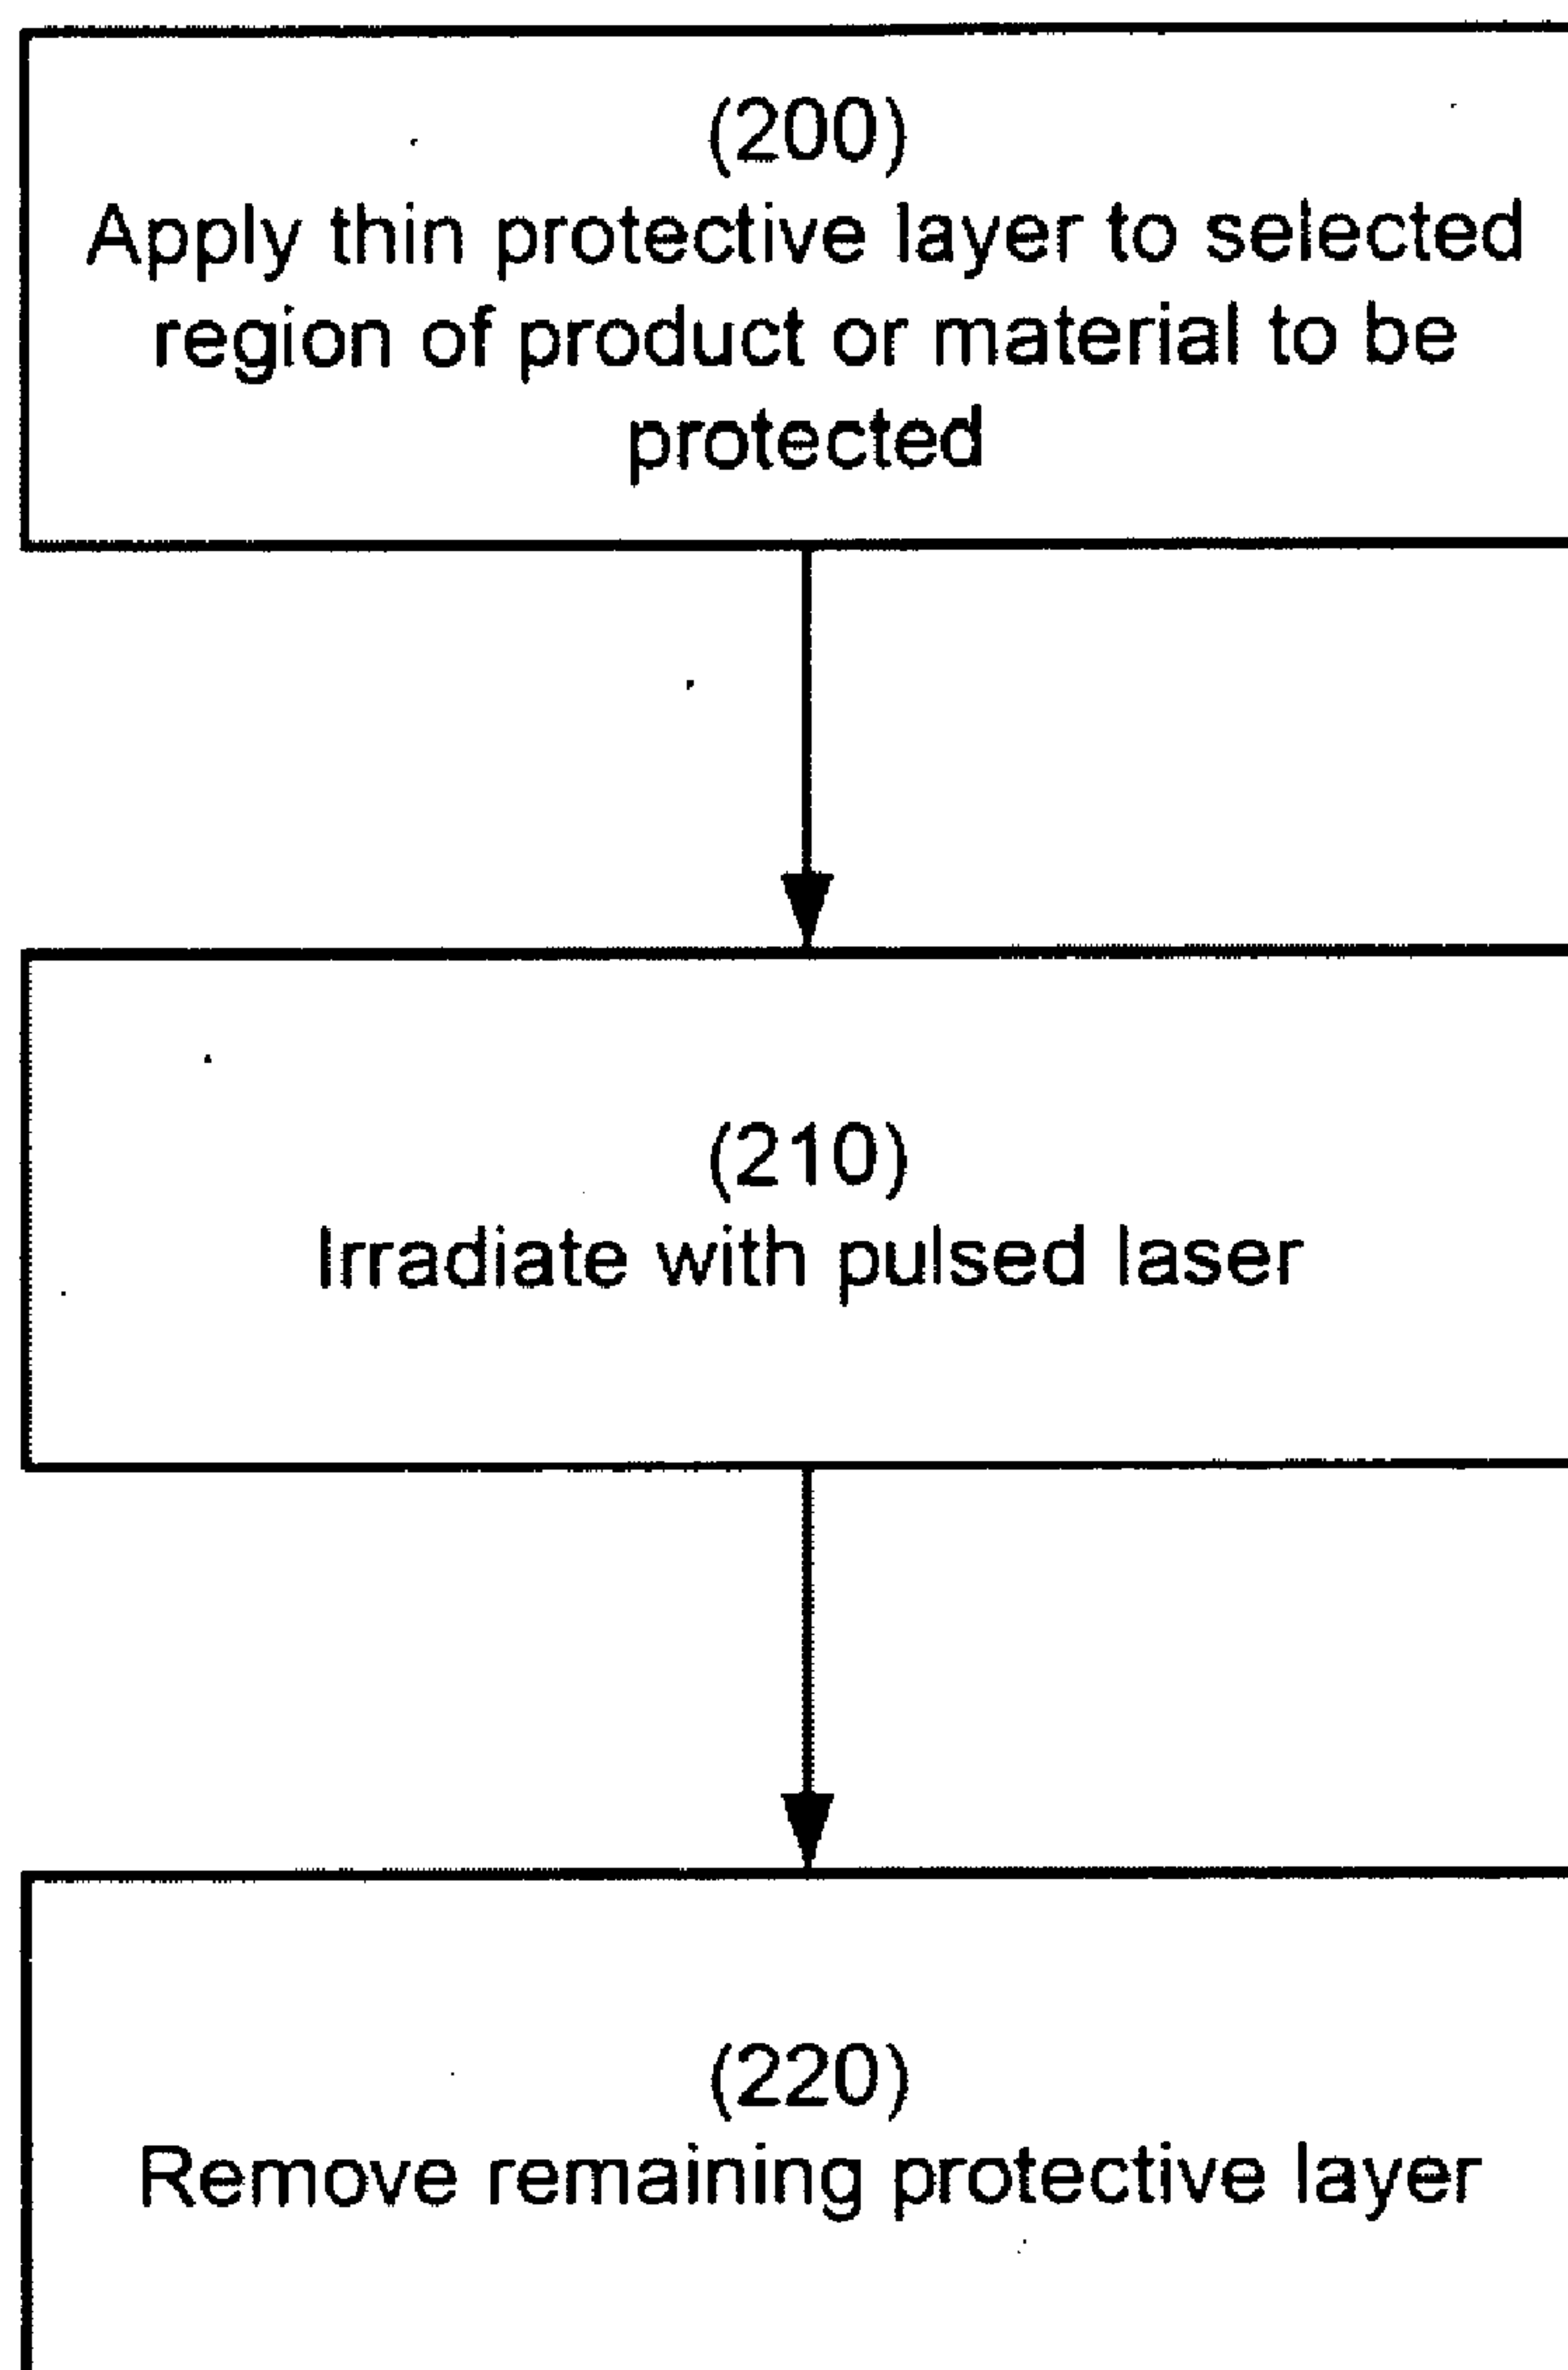 (200)
Apply thin protective layer to selected
region of product or material to be
protected
(210)
Irradiate with pulsed laser
(220)
Remove remaining protective layer